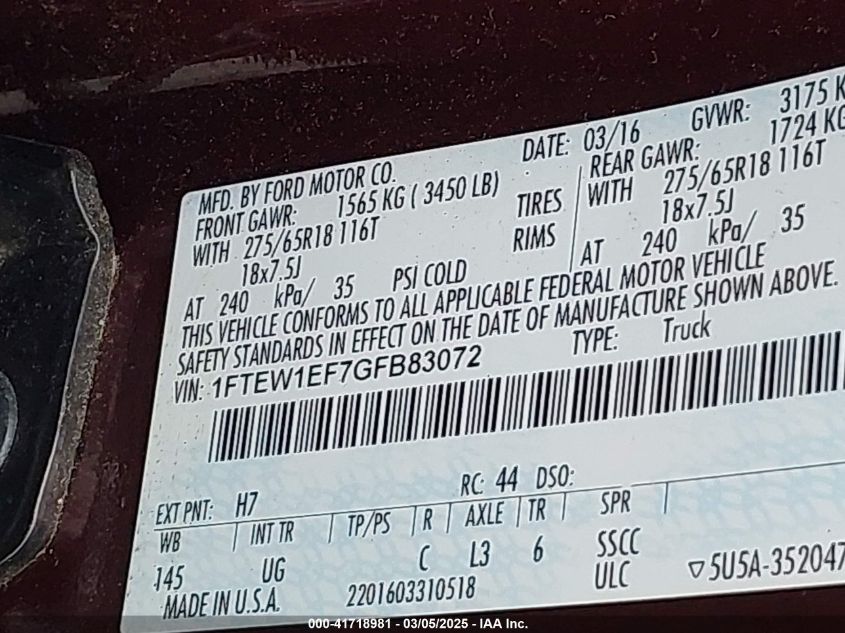 MFD. BY FORD MOTOR CO. DATE: 03/16 GVWR: 3175 K
FRONT GAWR: 1565 KG ( 3450 LB) REAR GAWR: 1724 KG
WITH 275/65R18 116T TIRES WITH 275/65R18 116T
18x7.5J RIMS 18x7.5J
AT 240 kPa/ 35 PSI COLD AT 240 kPa/ 35
THIS VEHICLE CONFORMS TO ALL APPLICABLE FEDERAL MOTOR VEHICLE
SAFETY STANDARDS IN EFFECT ON THE DATE OF MANUFACTURE SHOWN ABOVE.
VIN: 1FTEW1EF7GFB83072 TYPE: Truck
EXT PNT: H7 RC: 44 DSO:
WB INT TR TP/PS R AXLE TR SPR
145 UG C L3 6 SSCC
ULC 5U5A-352047
MADE IN U.S.A. 2201603310518
000-41718981 - 03/05/2025 - IAA Inc.